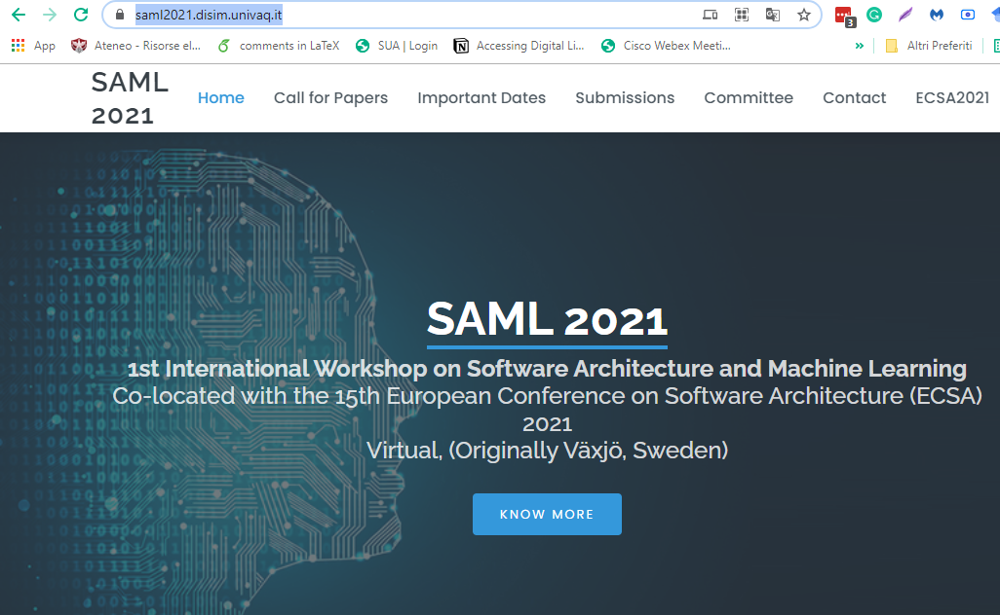 saml2021.disim.univaq.it
3
App
Ateneo - Risorse el...
comments in LaTeX
SUA | Login
Accessing Digital Li...
Cisco Webex Meeti...
»
Altri Preferiti
SAML
2021
Home
Call for Papers
Important Dates
Submissions
Committee
Contact
ECSA2021
SAML 2021
1st International Workshop on Software Architecture and Machine Learning
Co-located with the 15th European Conference on Software Architecture (ECSA)
2021
Virtual, (Originally Växjö, Sweden)
KNOW MORE